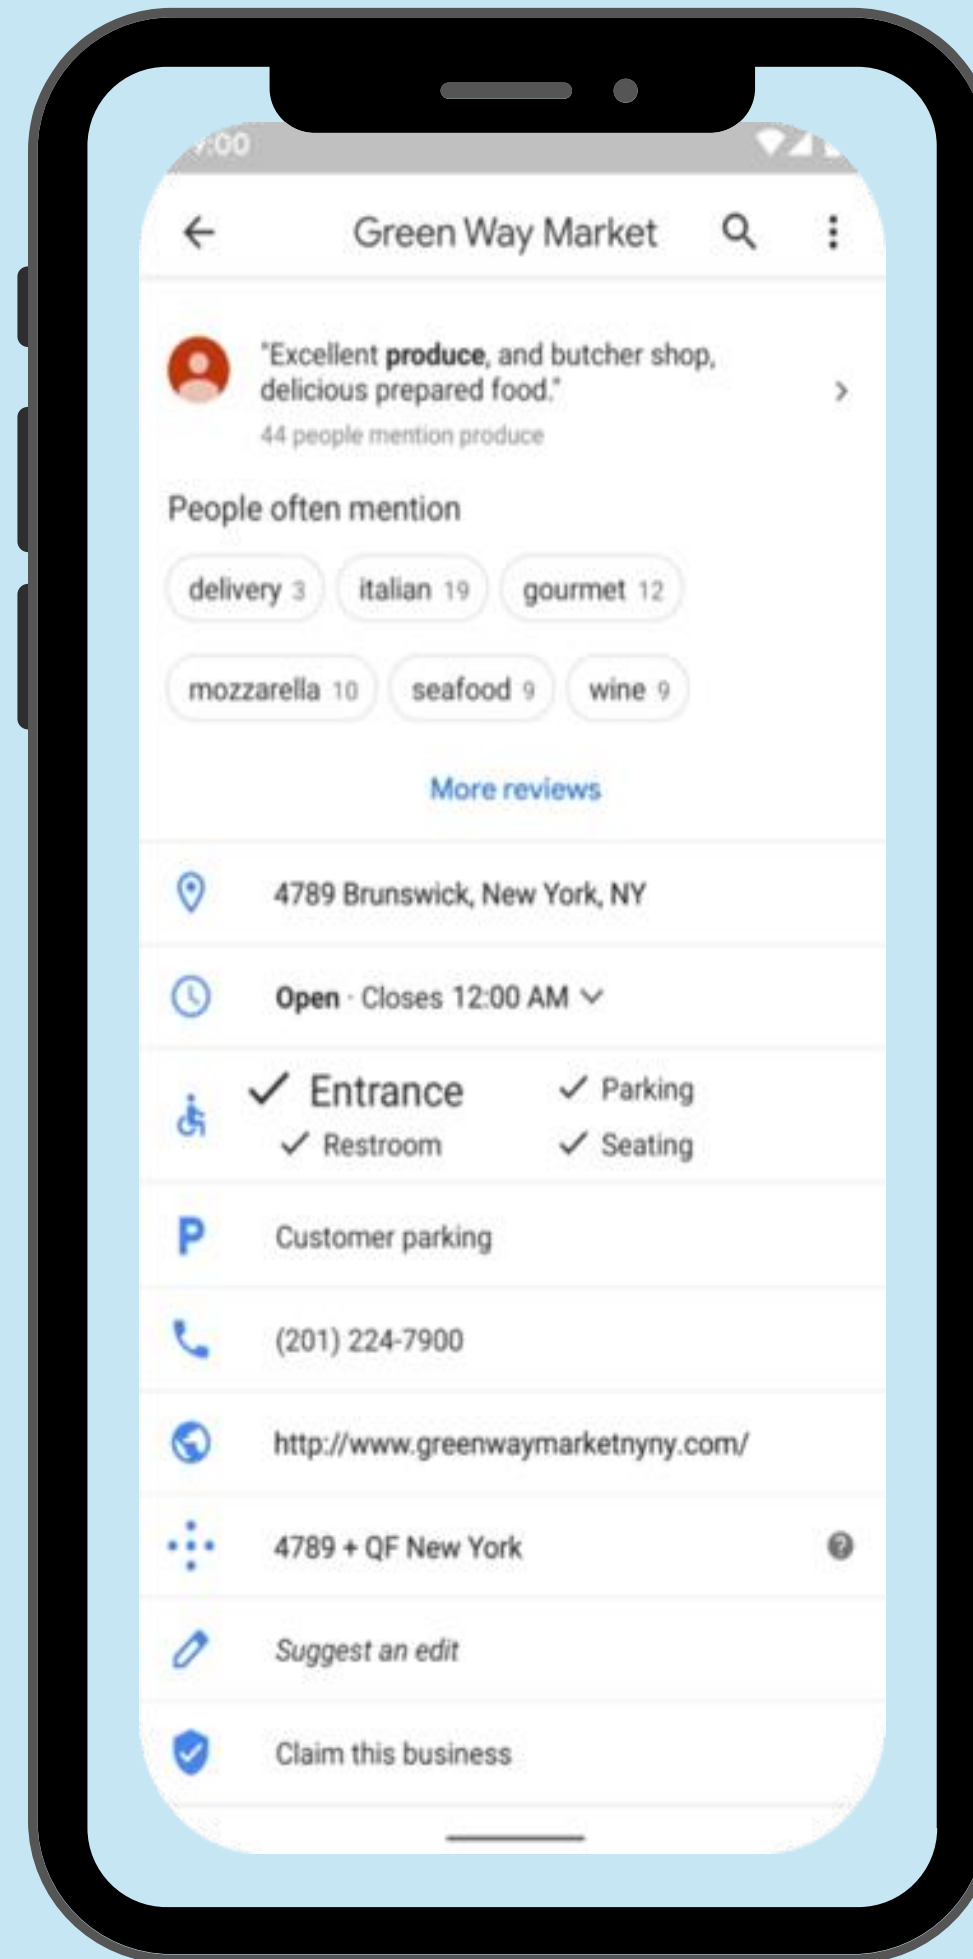 :00
Green Way Market
"Excellent produce, and butcher shop,
delicious prepared food."
44 people mention produce
People often mention
delivery 3 italian 19 gourmet 12
mozzarella 10 seafood 9 wine 9
More reviews
4789 Brunswick, New York, NY
Open · Closes 12:00 AM
Entrance Parking
Restroom Seating
P Customer parking
(201) 224-7900
http://www.greenwaymarketnyny.com/
4789 + QF New York ?
Suggest an edit
Claim this business